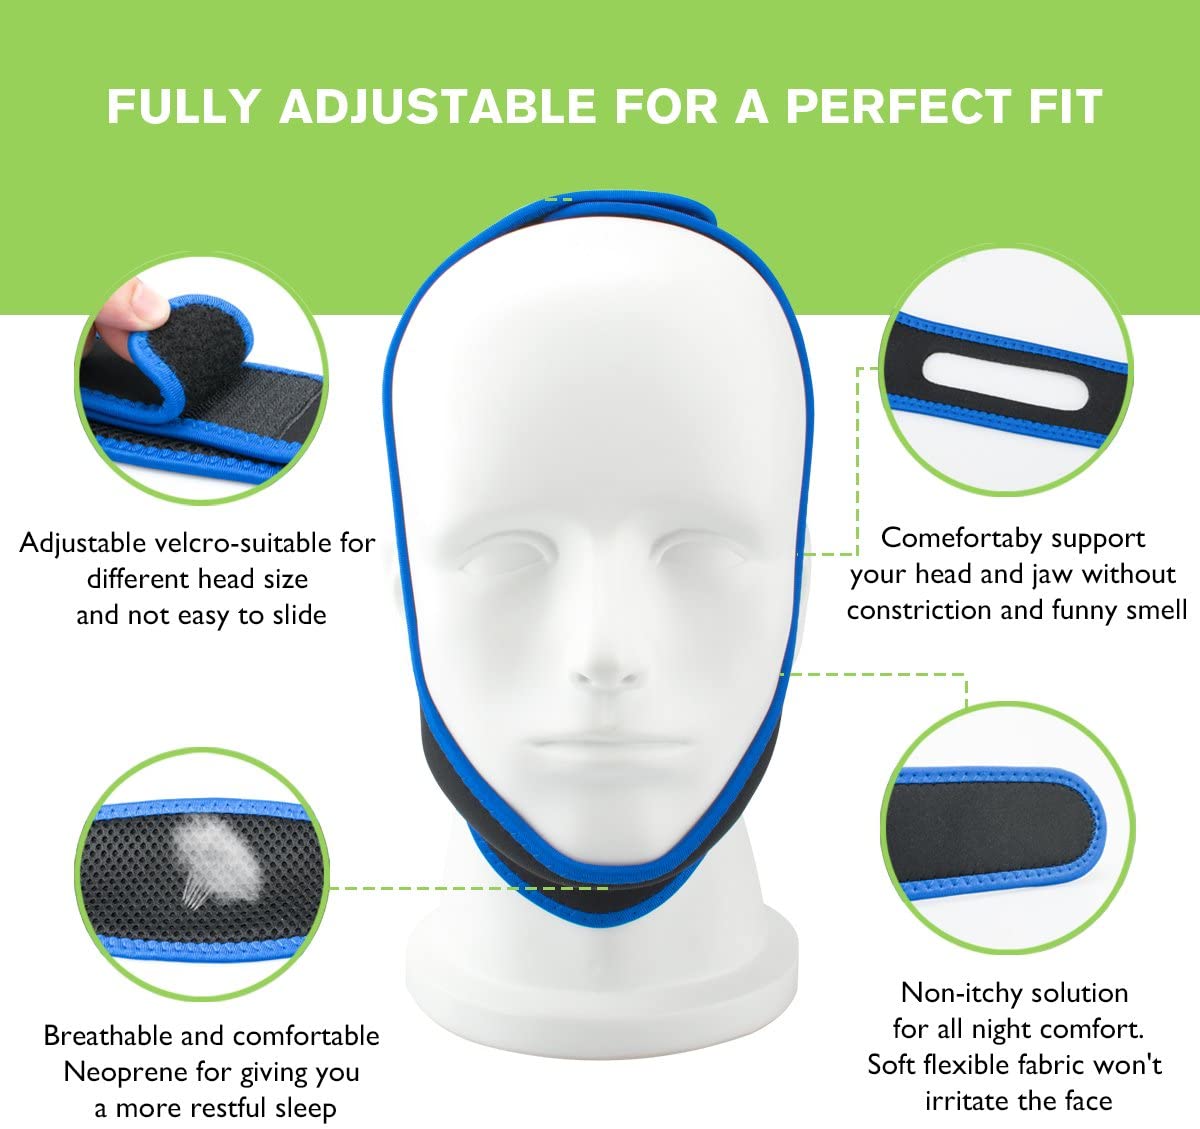 FULLY ADJUSTABLE FOR A PERFECT FIT
Adjustable velcro-suitable for
different head size
and not easy to slide
Comefortaby support
your head and jaw without
constriction and funny smell
Breathable and comfortable
Neoprene for giving you
a more restful sleep
Non-itchy solution
for all night comfort.
Soft flexible fabric won't
irritate the face